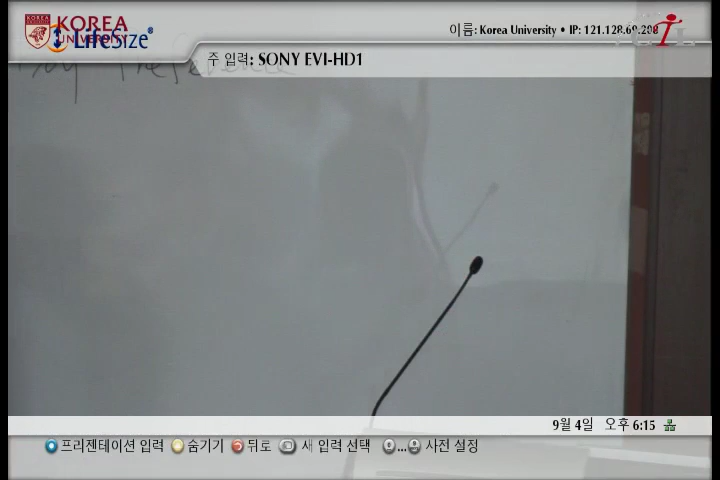 KOREA
UNIVERSITY
LifeSize®
이름: Korea University • IP: 121.128.69.208
주 입력: SONY EVI-HD1
9월 4일 오후 6:15
프리젠테이션 입력 숨기기 뒤로 새 입력 선택 0...9 사전 설정